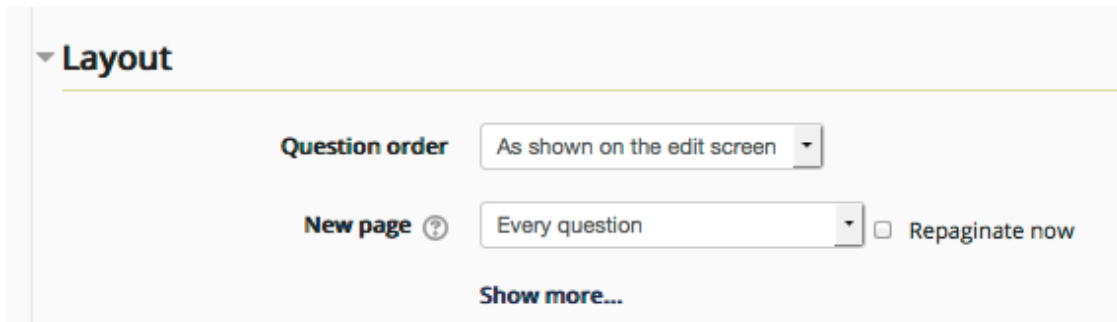 Layout
Question order As shown on the edit screen
New page ? Every question Repaginate now
Show more...